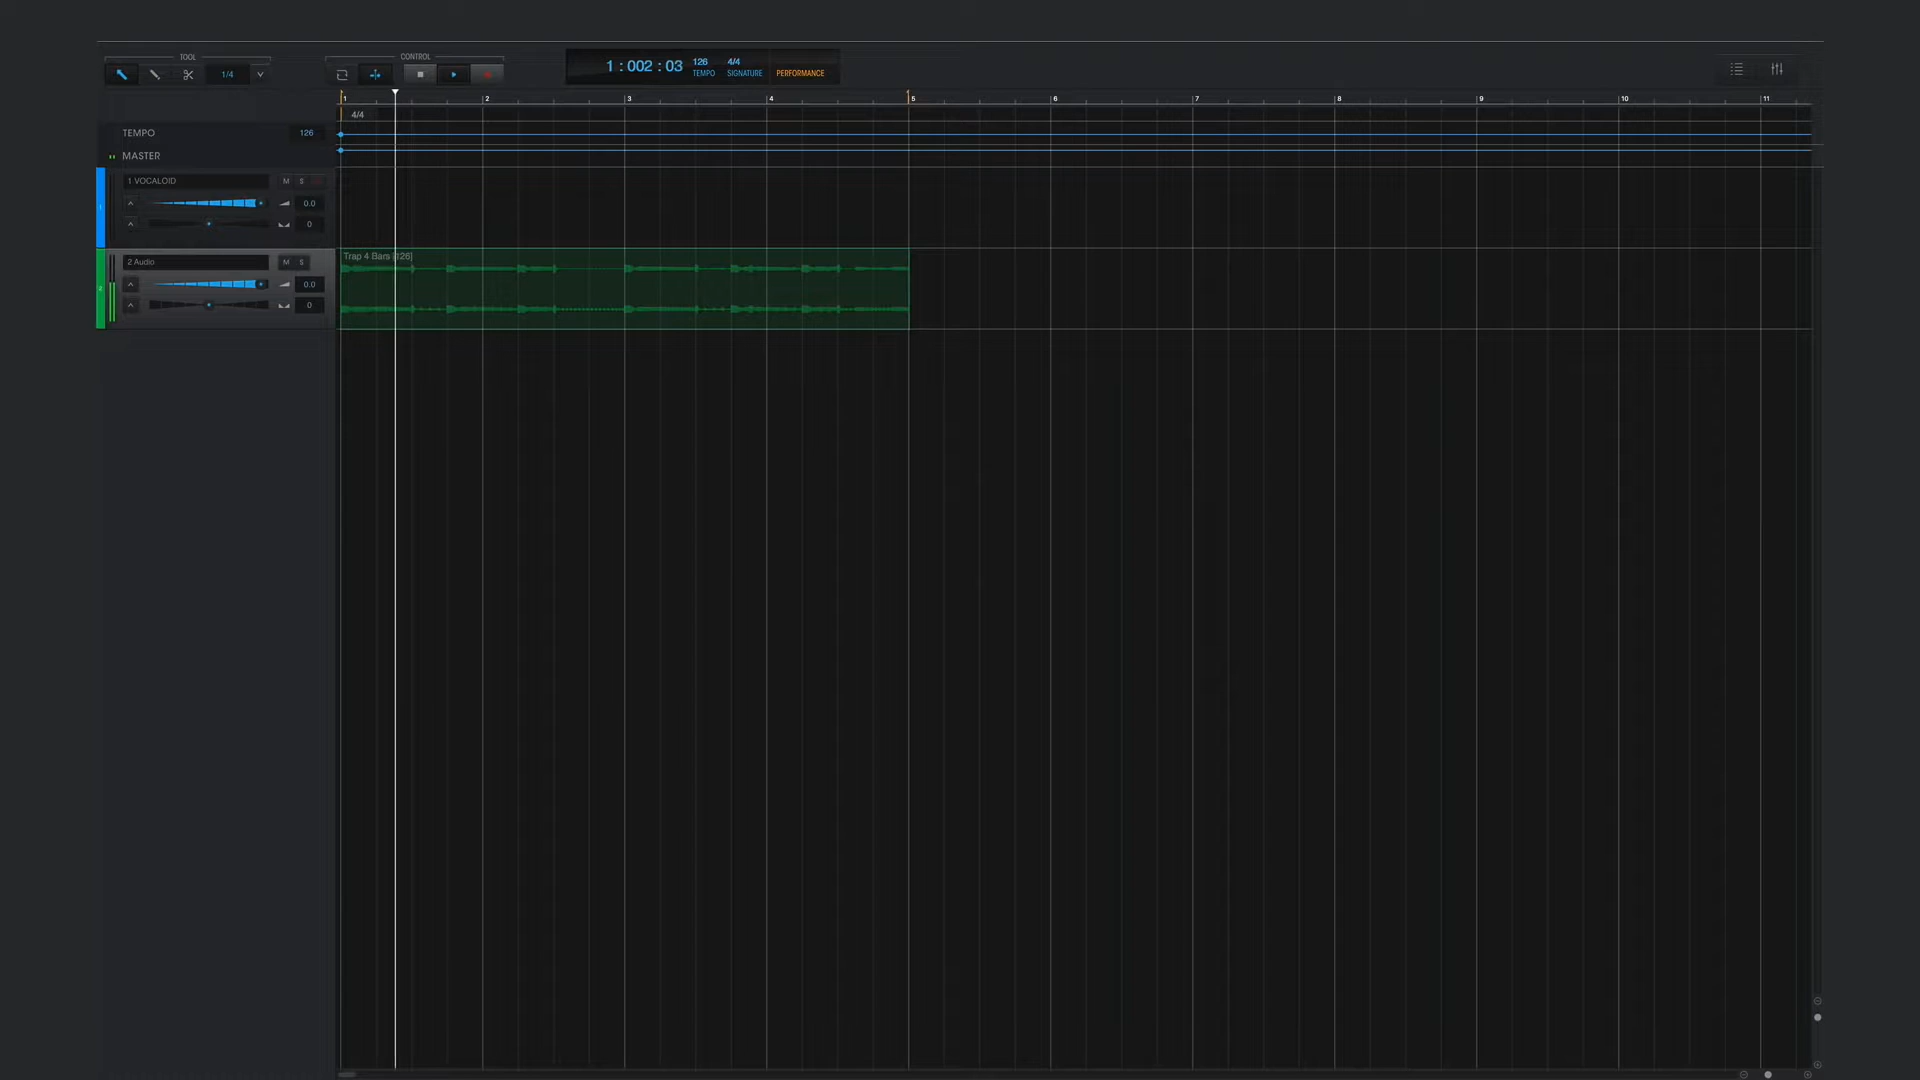 TOOL
CONTROL
1/4
1 : 002 : 03
126
TEMPO
4/4
SIGNATURE
PERFORMANCE
1 2 3 4 5 6 7 8 9 10 11
4/4
TEMPO 126
MASTER
1 VOCALOID M S
0.0
0
1
2 Audio M S
0.0
0
2
Trap 4 Bars [126]